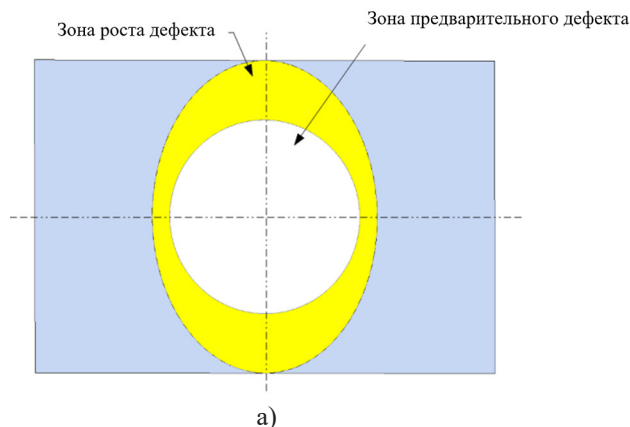 Зона предварительного дефекта
Зона роста дефекта
а)